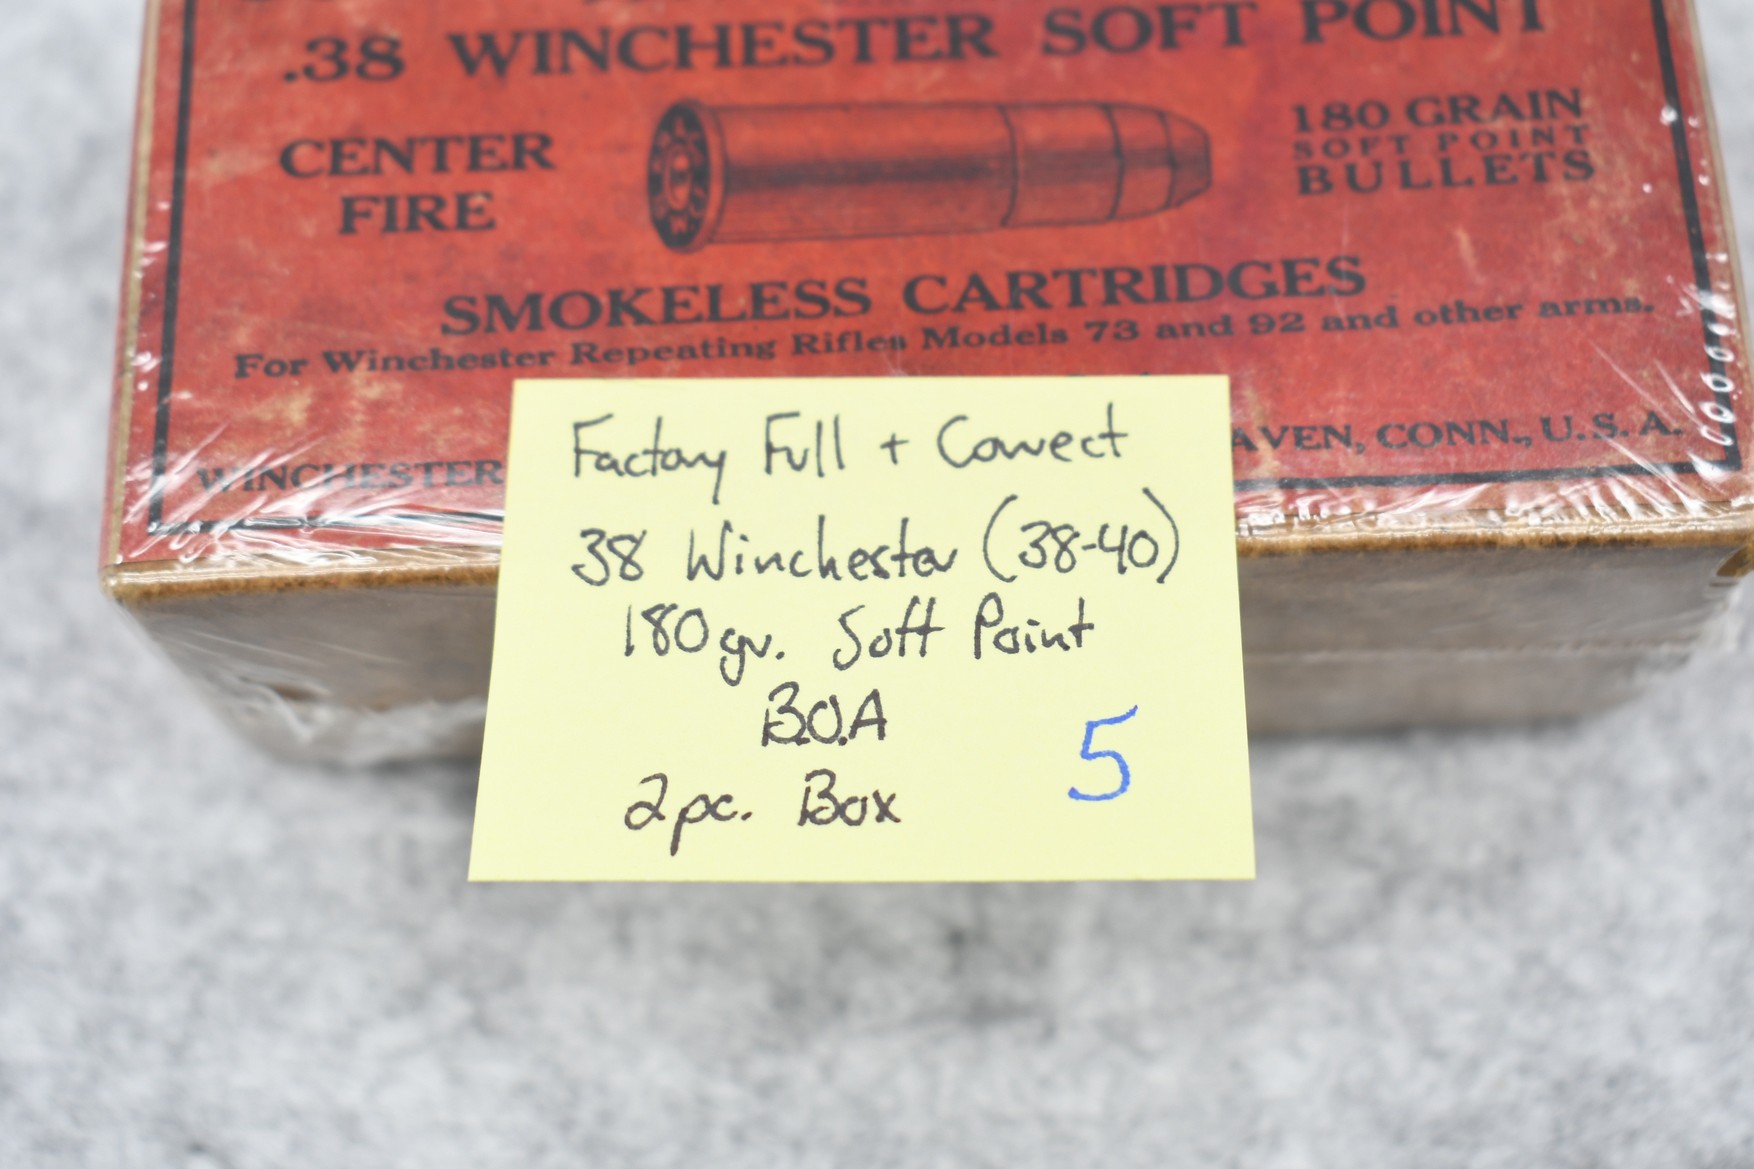 .38 WINCHESTER SOFT POINT
CENTER
FIRE
180 GRAIN
SOFT POINT
BULLETS
SMOKELESS CARTRIDGES
For Winchester Repeating Rifles Models 73 and 92 and other arms.
WINCHESTER
AVEN, CONN., U.S.A.
Factory Full + Correct
38 Winchester (38-40)
180gr. Soft Point
B.O.A
2pc. Box
5